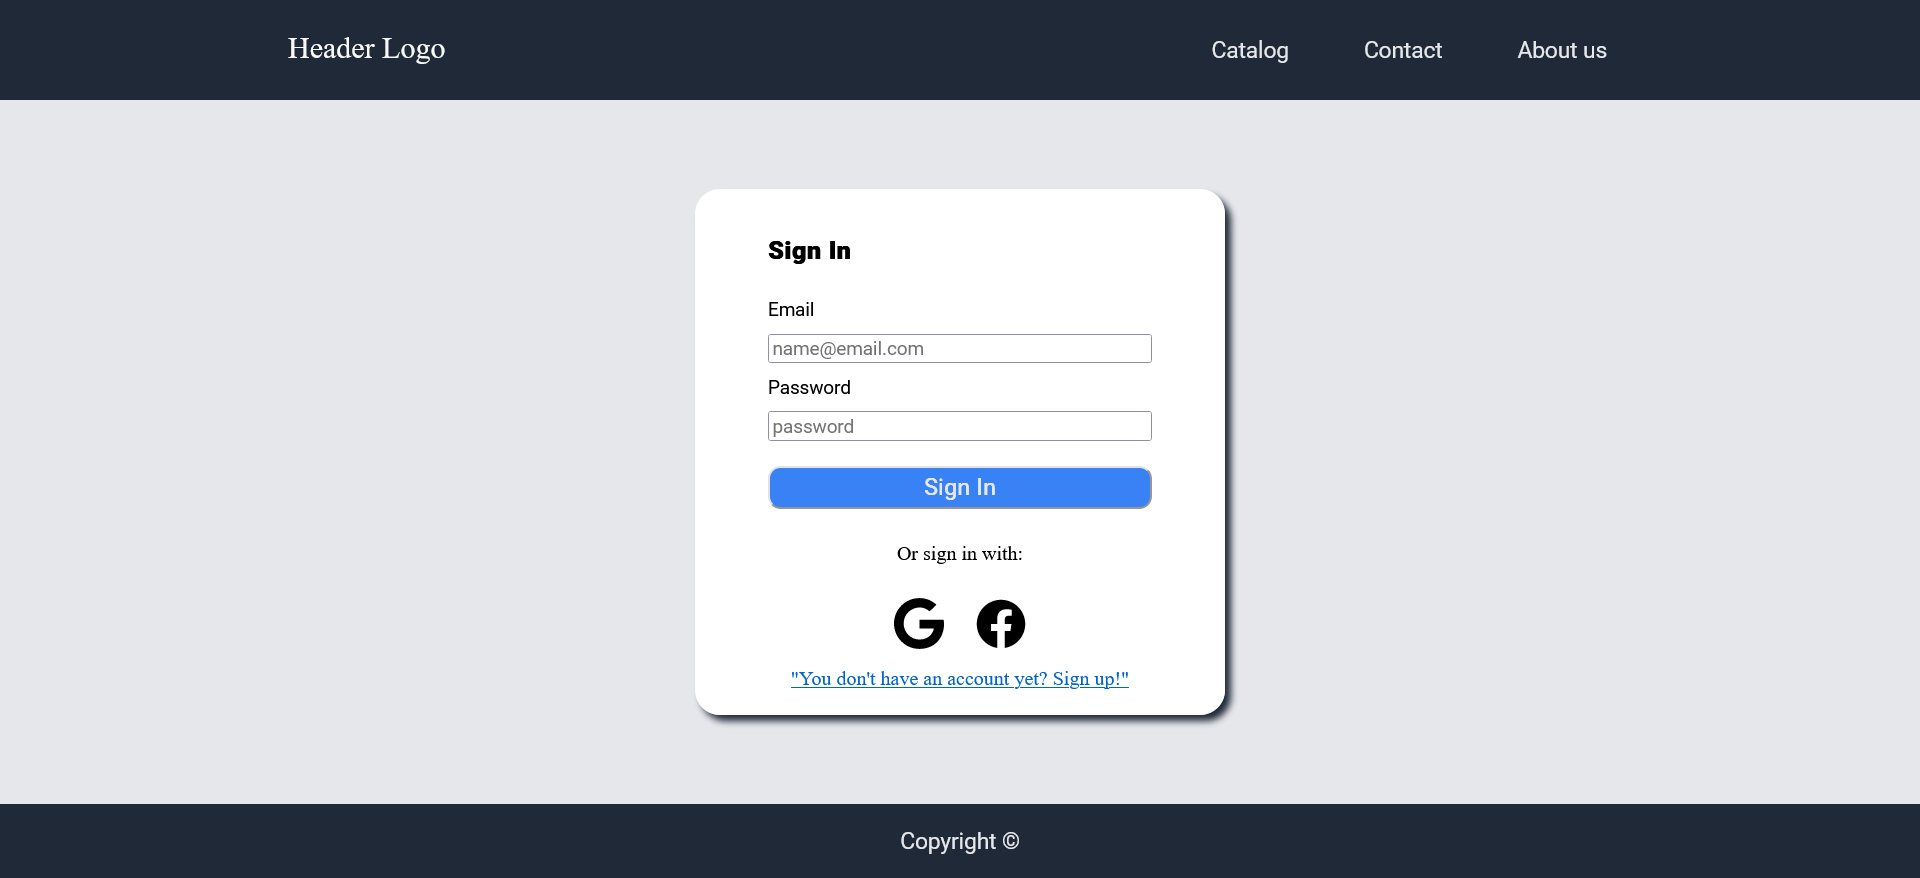 Header Logo
Catalog
Contact
About us
Sign In
Email
name@email.com
Password
password
Sign In
Or sign in with:
"You don't have an account yet? Sign up!"
Copyright ©